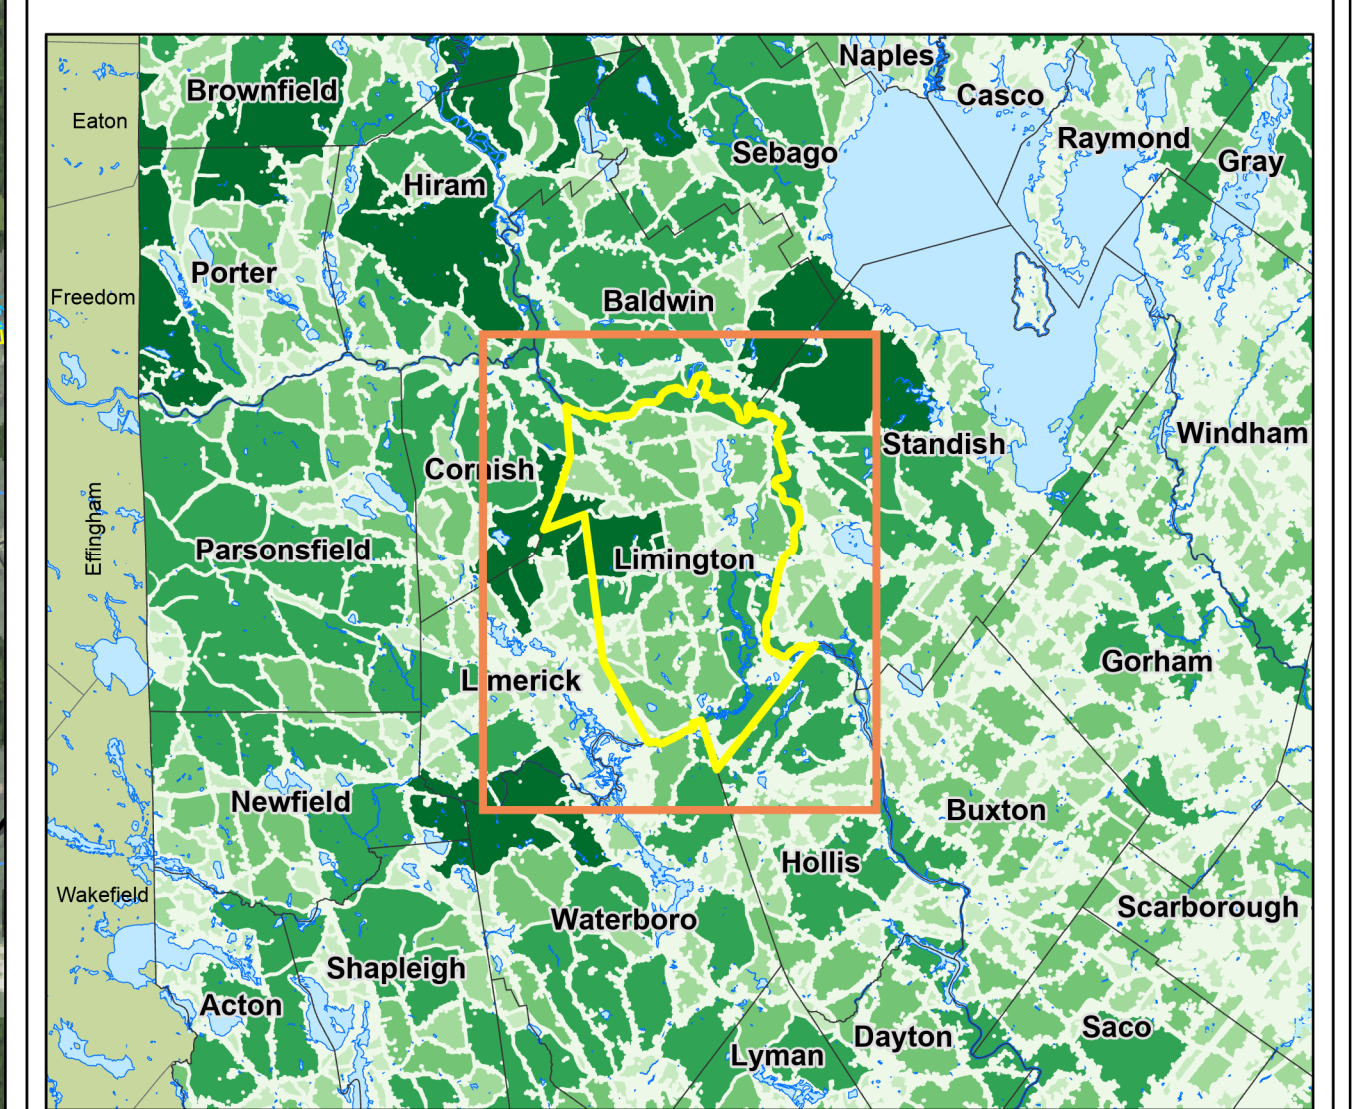 Naples
Brownfield
Casco
Eaton
Raymond
Sebago
Gray
Hiram
Porter
Freedom
Baldwin
Windham
Standish
Cornish
Effingham
Parsonsfield
Limington
Gorham
Limerick
Newfield
Buxton
Hollis
Wakefield
Scarborough
Waterboro
Shapleigh
Acton
Saco
Dayton
Lyman